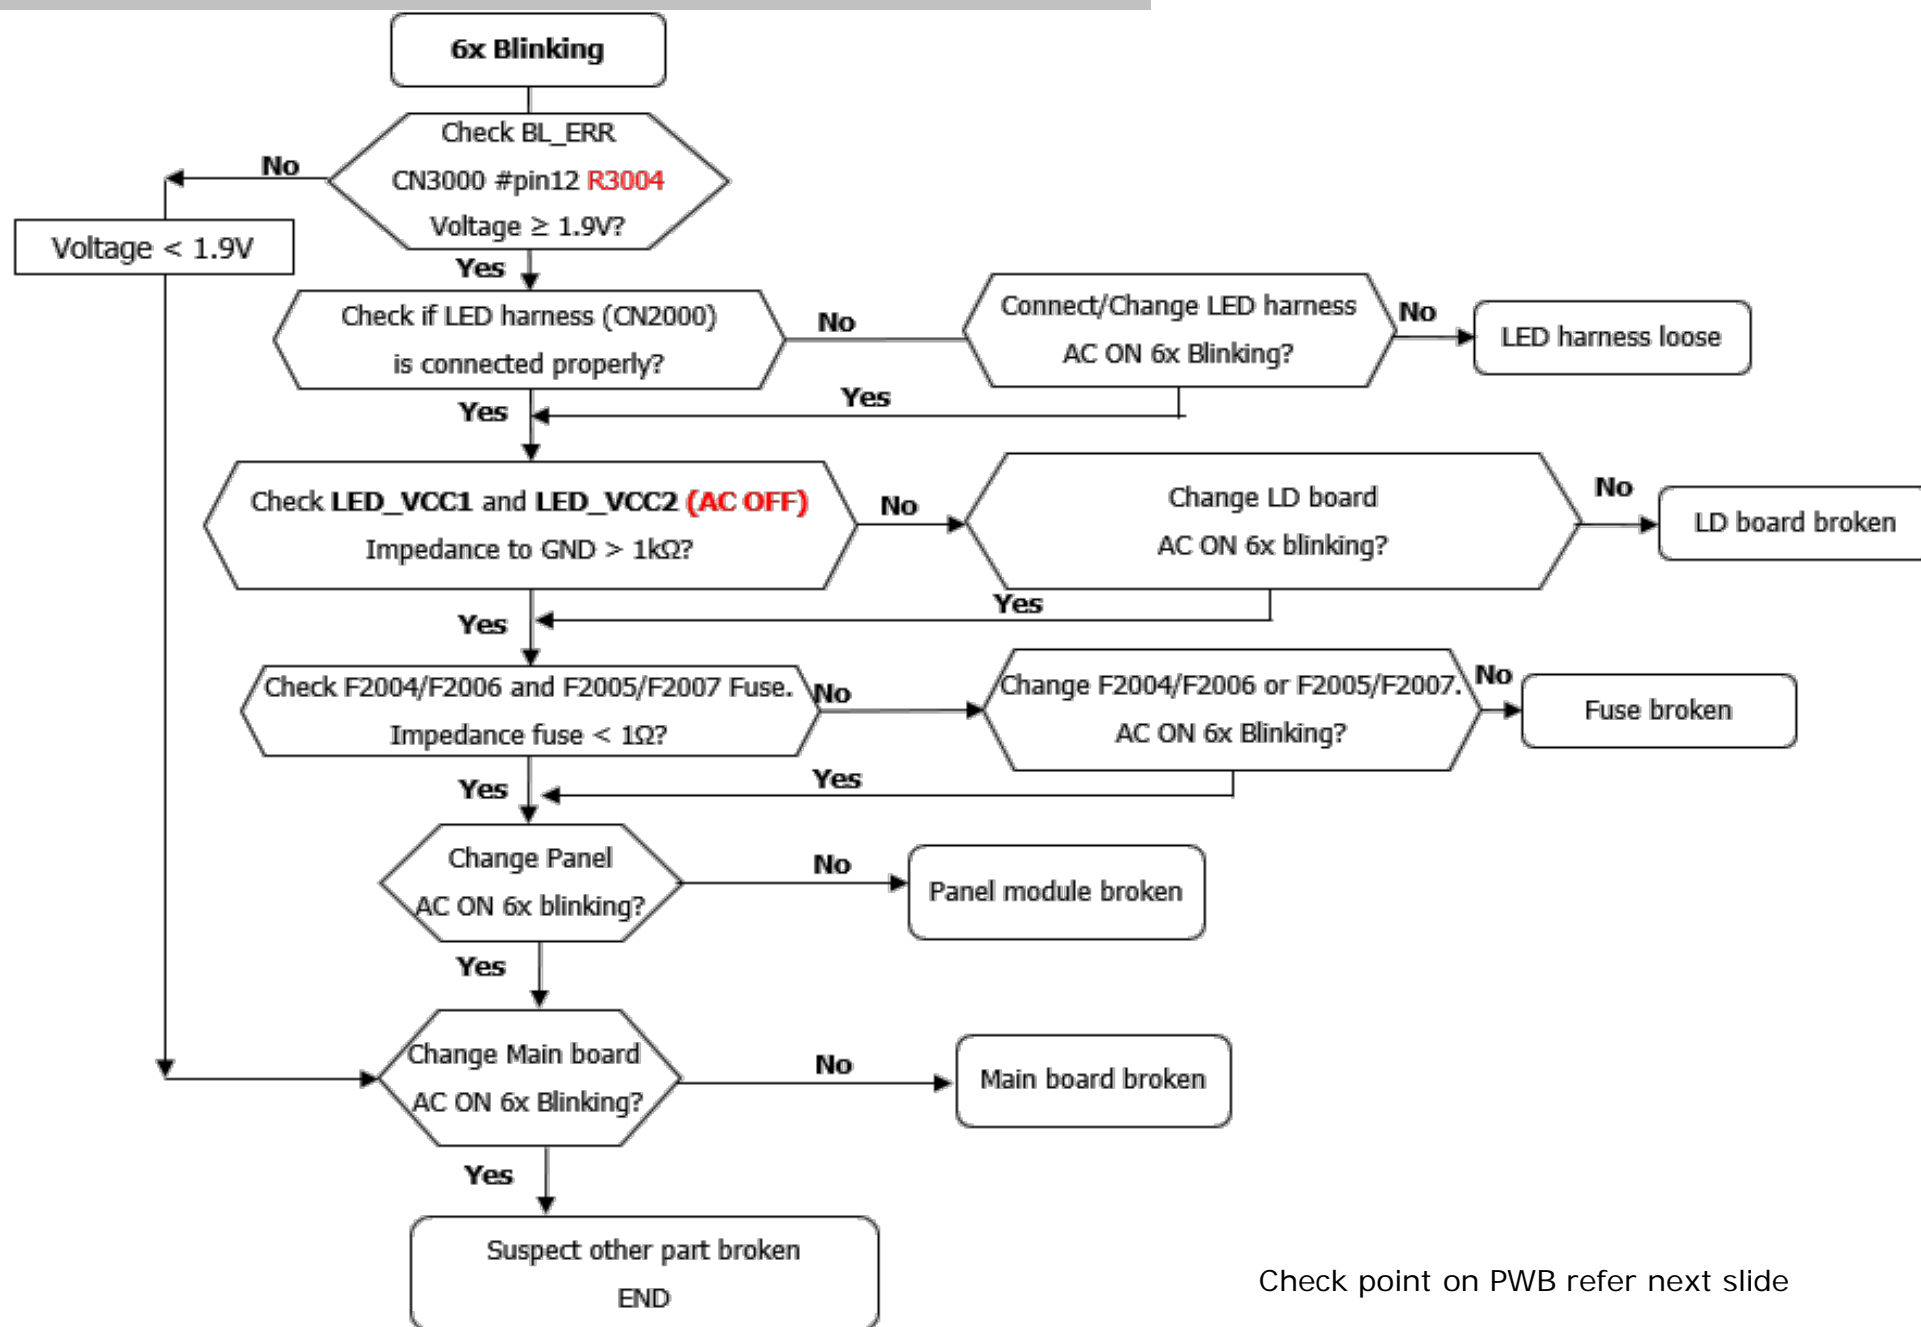 6x Blinking
Check BL_ERR
CN3000 #pin12 R3004
Voltage ≥ 1.9V?
No
Voltage < 1.9V
Yes
Check if LED harness (CN2000)
is connected properly?
No
Connect/Change LED harness
AC ON 6x Blinking?
No
LED harness loose
Yes
Yes
Check LED_VCC1 and LED_VCC2 (AC OFF)
Impedance to GND > 1kΩ?
No
Change LD board
AC ON 6x blinking?
No
LD board broken
Yes
Yes
Check F2004/F2006 and F2005/F2007 Fuse.
Impedance fuse < 1Ω?
No
Change F2004/F2006 or F2005/F2007.
AC ON 6x Blinking?
No
Fuse broken
Yes
Yes
Change Panel
AC ON 6x blinking?
No
Panel module broken
Yes
Change Main board
AC ON 6x Blinking?
No
Main board broken
Yes
Suspect other part broken
END
Check point on PWB refer next slide